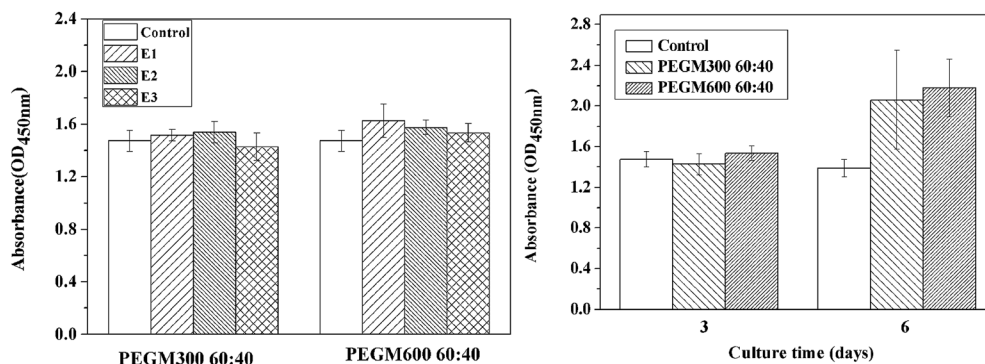 2.4
2.0
1.6
1.2
0.8
0.4
0.0
Absorbance(OD450nm)
Control
E1
E2
E3
PEGM300 60:40
PEGM600 60:40
2.8
2.4
2.0
1.6
1.2
0.8
0.4
0.0
Absorbance (OD450nm)
Control
PEGM300 60:40
PEGM600 60:40
3
6
Culture time (days)